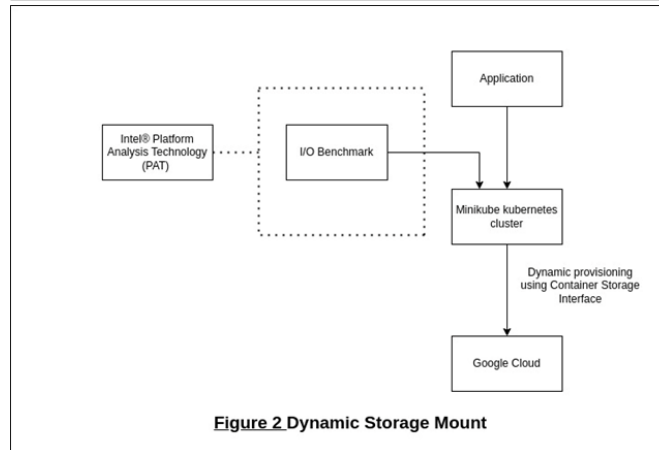 Application
Intel® Platform
Analysis Technology
(PAT)
I/O Benchmark
Minikube kubernetes
cluster
Dynamic provisioning
using Container Storage
Interface
Google Cloud
Figure 2 Dynamic Storage Mount